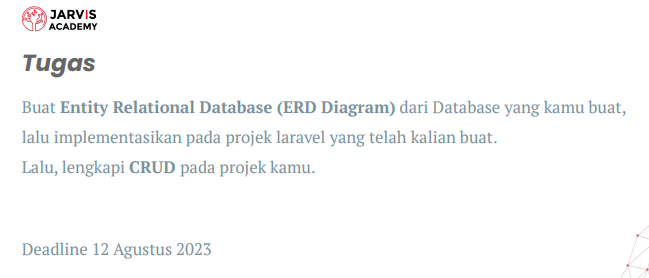 JARVIS
ACADEMY
Tugas
Buat Entity Relational Database (ERD Diagram) dari Database yang kamu buat,
lalu implementasikan pada projek laravel yang telah kalian buat.
Lalu, lengkapi CRUD pada projek kamu.
Deadline 12 Agustus 2023